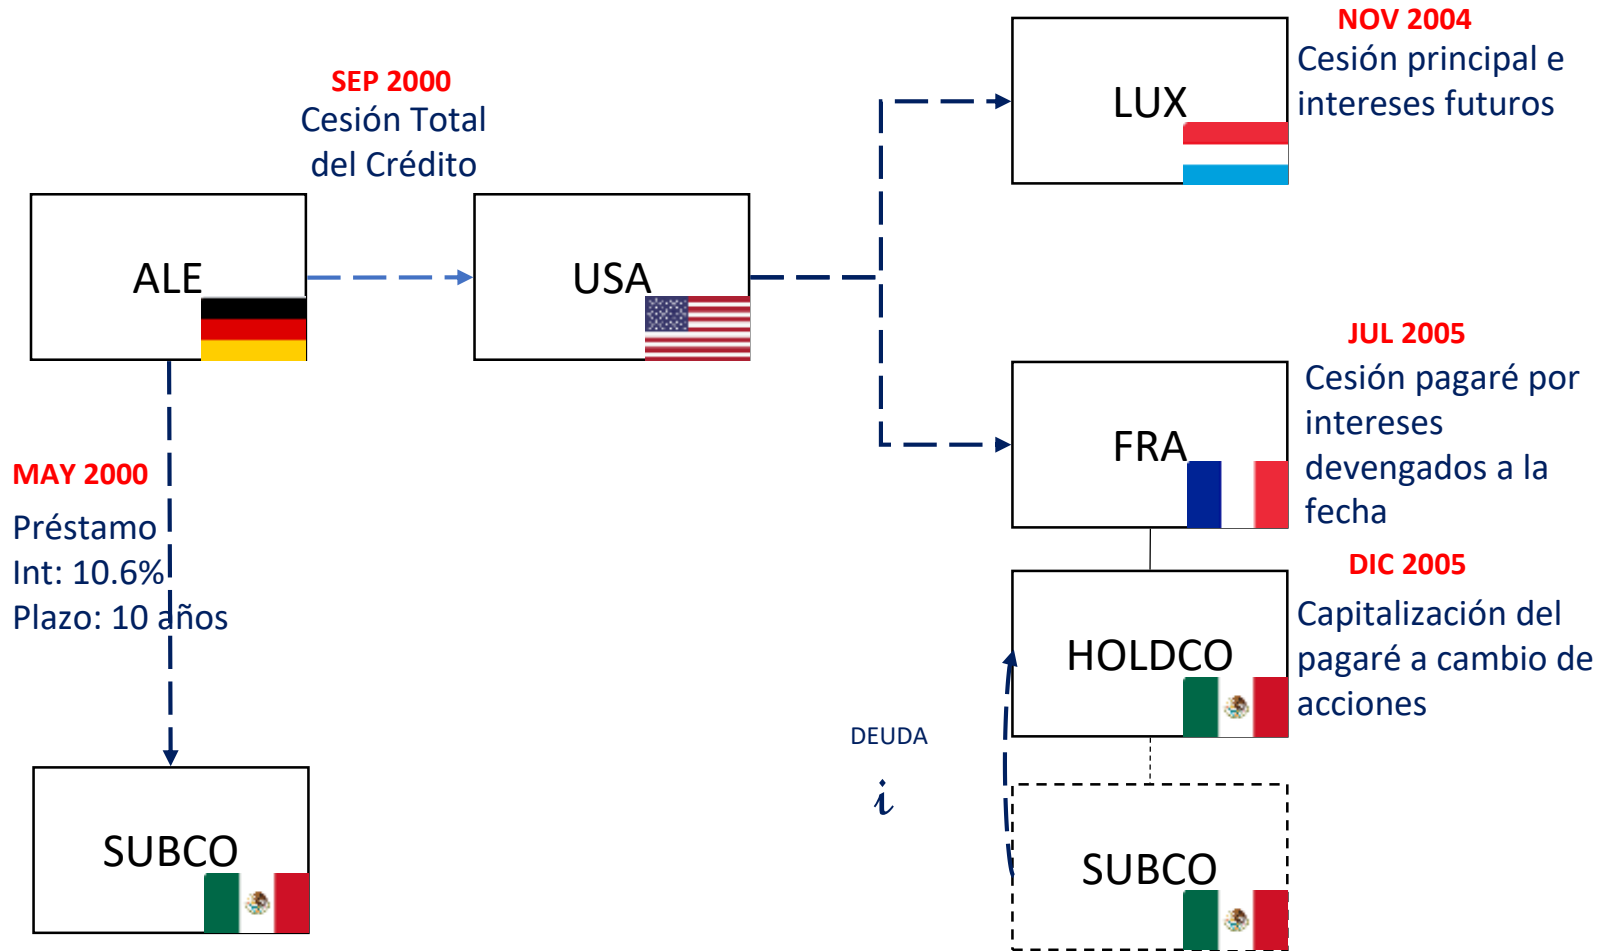 NOV 2004
Cesión principal e
intereses futuros
LUX
SEP 2000
Cesión Total
del Crédito
ALE
USA
JUL 2005
Cesión pagaré por
intereses
devengados a la
fecha
FRA
MAY 2000
Préstamo
Int: 10.6%
Plazo: 10 años
DIC 2005
Capitalización del
pagaré a cambio de
acciones
HOLDCO
DEUDA
i
SUBCO
SUBCO